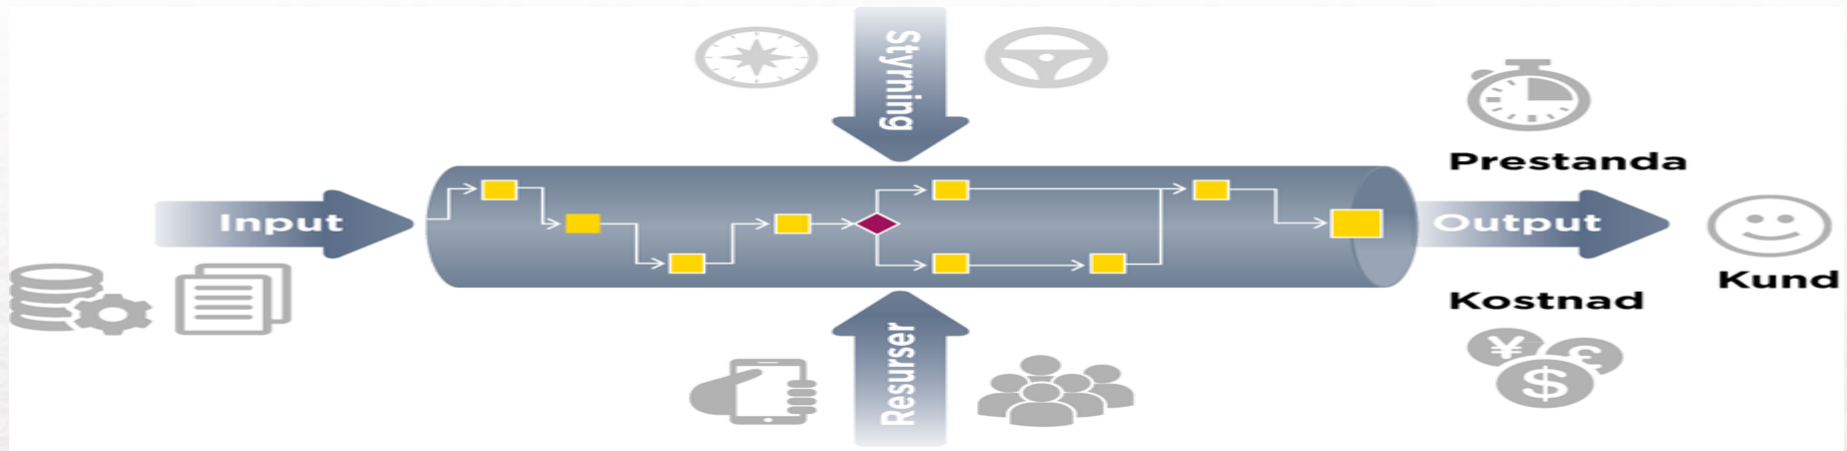 Styrning
Prestanda
Input
Output
Kund
Kostnad
Resurser
¥
£
$